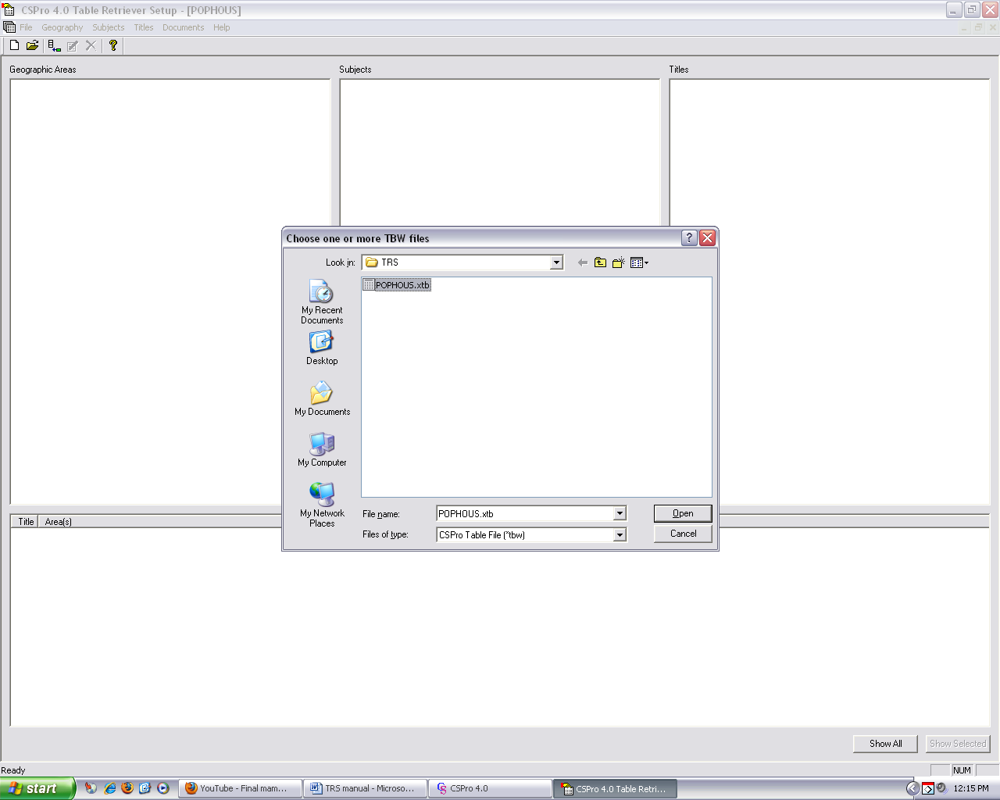 CSPro 4.0 Table Retriever Setup - [POPHOUS]
File Geography Subjects Titles Documents Help
Geographic Areas Subjects Titles
Choose one or more TBW files
Look in: TRS
POPHOUS.xtb
My Recent
Documents
Desktop
My Documents
My Computer
My Network
Places
File name: POPHOUS.xtb Open
Files of type: CSPro Table File (*tbw) Cancel
Title Area(s)
Show All Show Selected
Ready NUM
start YouTube - Final mam... TRS manual - Microso... CSPro 4.0 CSPro 4.0 Table Retri... 12:15 PM